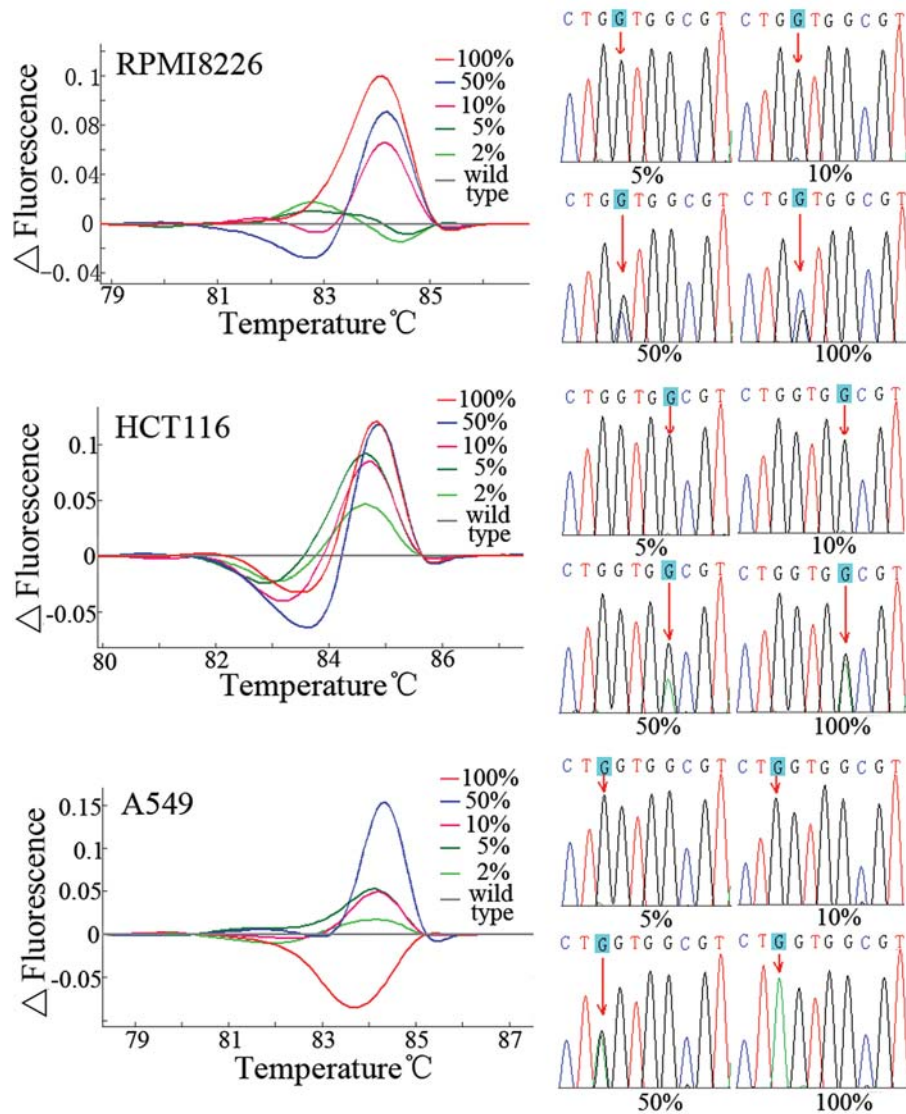 RPMI8226
△ Fluorescence
0.1
0.08
0.04
0
-0.04
79
81
83
85
Temperature℃
100%
50%
10%
5%
2%
wild
type
C T G G T G G C G T
5%
C T G G T G G C G T
10%
C T G G T G G C G T
50%
C T G G T G G C G T
100%
HCT116
△ Fluorescence
0.1
0.05
0
-0.05
80
82
84
86
Temperature℃
100%
50%
10%
5%
2%
wild
type
C T G G T G G C G T
5%
C T G G T G G C G T
10%
C T G G T G G C G T
50%
C T G G T G G C G T
100%
A549
△ Fluorescence
0.15
0.1
0.05
0
-0.05
79
81
83
85
87
Temperature℃
100%
50%
10%
5%
2%
wild
type
C T G G T G G C G T
5%
C T G G T G G C G T
10%
C T G G T G G C G T
50%
C T G G T G G C G T
100%